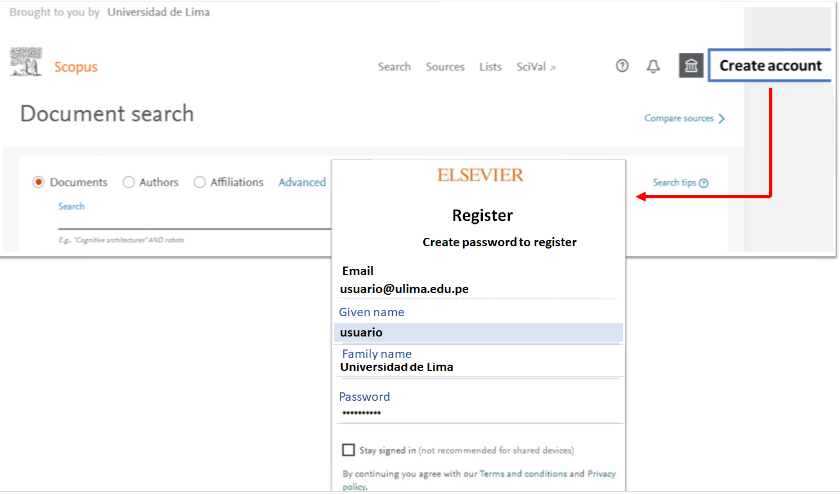 Brought to you by Universidad de Lima
Scopus
Search Sources Lists SciVal ↗
Create account
Document search
Compare sources
Documents Authors Affiliations Advanced
Search tips
Search
E.g., "Cognitive architectures" AND robots
ELSEVIER
Register
Create password to register
Email
usuario@ulima.edu.pe
Given name
usuario
Family name
Universidad de Lima
Password
••••••••••
Stay signed in (not recommended for shared devices)
By continuing you agree with our Terms and conditions and Privacy
policy.